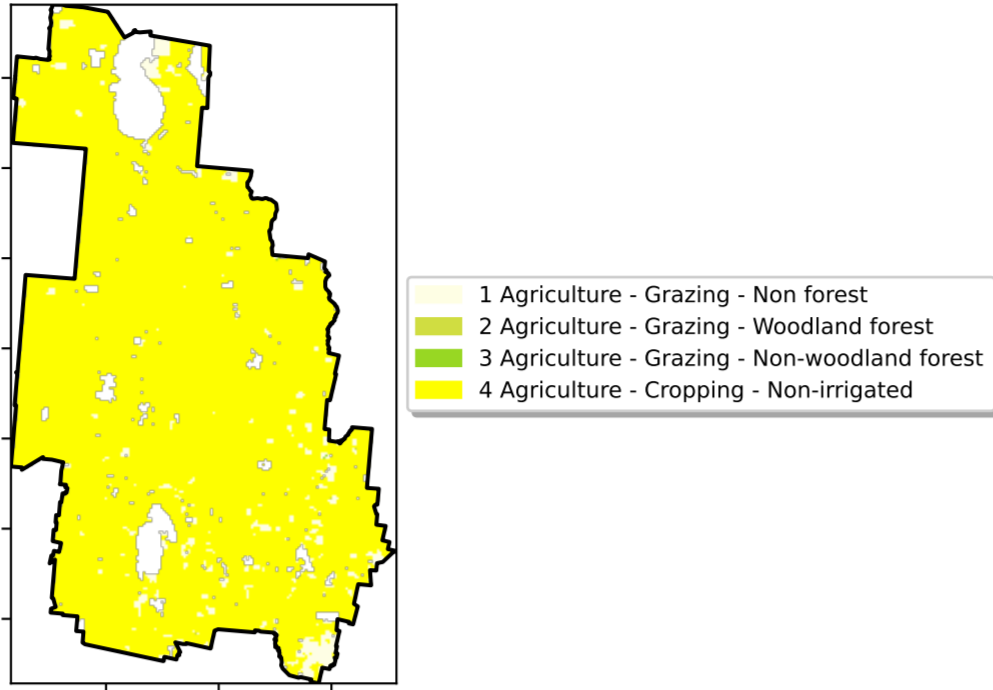 1 Agriculture - Grazing - Non forest
2 Agriculture - Grazing - Woodland forest
3 Agriculture - Grazing - Non-woodland forest
4 Agriculture - Cropping - Non-irrigated